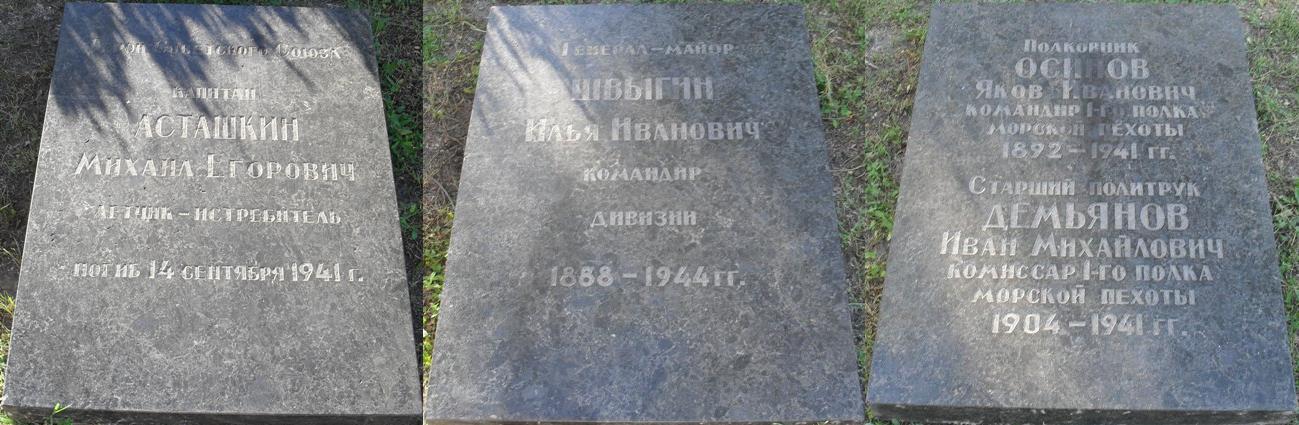 Герой Советского Союза
капитан
АСТАШКИН
Михаил Егорович
летчик-истребитель
погиб 14 сентября 1941 г.
Генерал-майор
ШВЫГИН
Илья Иванович
командир
дивизии
1888-1944 гг.
Полковник
ОСИПОВ
Яков Иванович
командир 1-го полка
морской пехоты
1892-1941 гг.
Старший политрук
ДЕМЬЯНОВ
Иван Михайлович
комиссар 1-го полка
морской пехоты
1904-1941 гг.